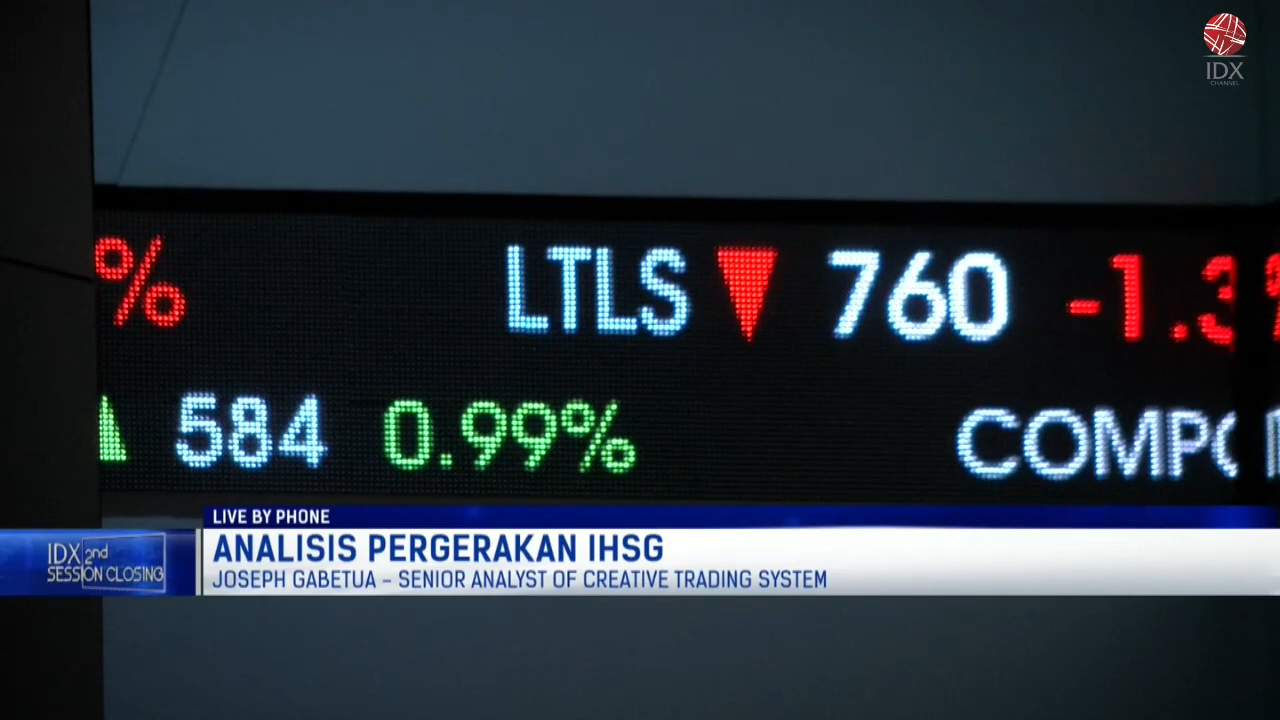 IDX
CHANNEL
% LTLS ▼ 760 -1.3
▲ 584 0.99% COMPO
LIVE BY PHONE
ANALISIS PERGERAKAN IHSG
JOSEPH GABETUA – SENIOR ANALYST OF CREATIVE TRADING SYSTEM
IDX 2nd
SESSION CLOSING